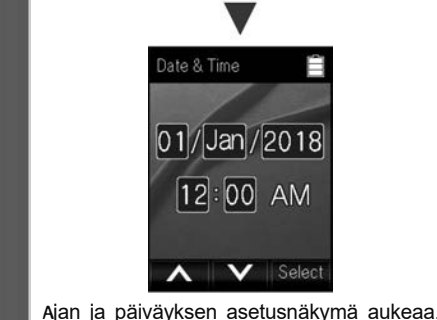 Date & Time
01/Jan/2018
12:00 AM
Select
Ajan ja päiväyksen asetusnäkymä aukeaa.